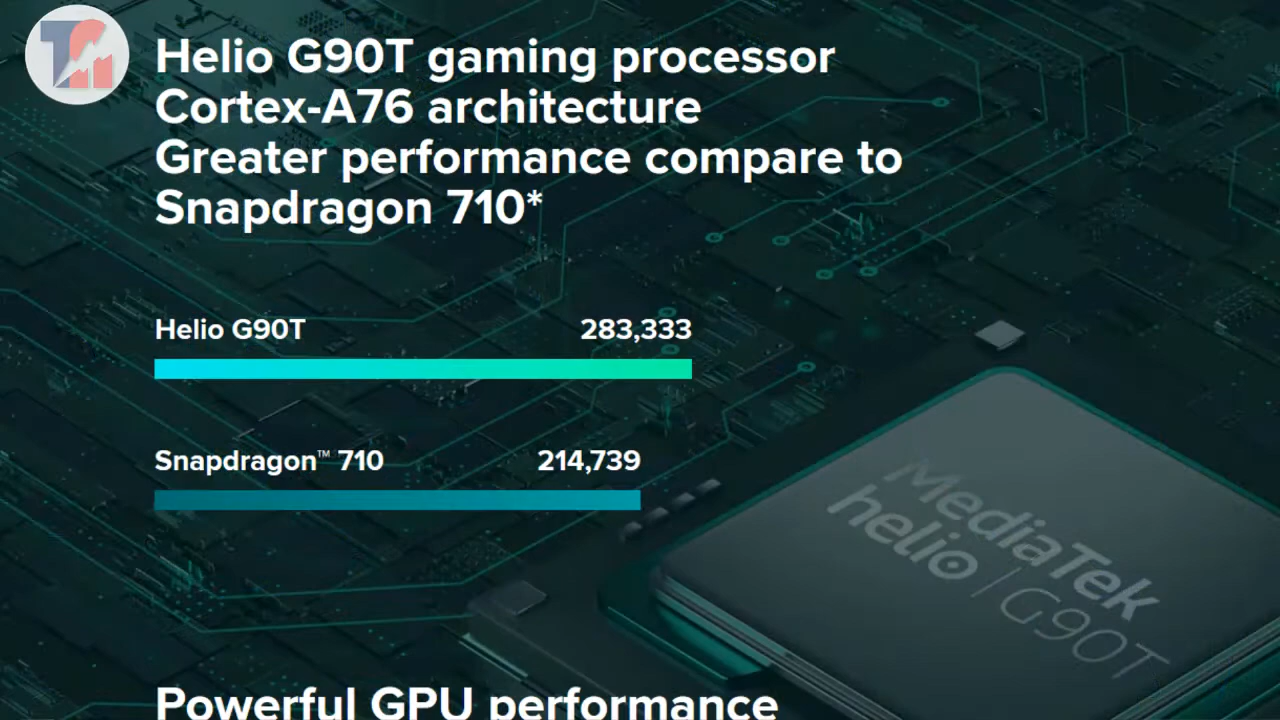 Helio G90T gaming processor
Cortex-A76 architecture
Greater performance compare to
Snapdragon 710*
Helio G90T 283,333
Snapdragon™ 710 214,739
MediaTek
helio | G90T
Powerful GPU performance